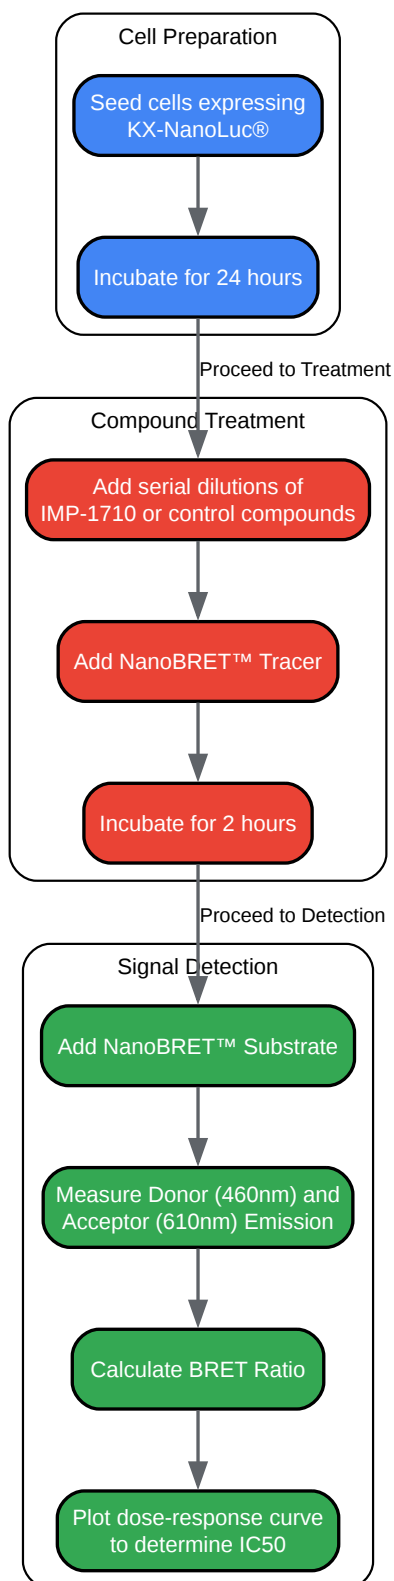 Cell Preparation
Seed cells expressing
KX-NanoLuc®
Incubate for 24 hours
Proceed to Treatment
Compound Treatment
Add serial dilutions of
IMP-1710 or control compounds
Add NanoBRET™ Tracer
Incubate for 2 hours
Proceed to Detection
Signal Detection
Add NanoBRET™ Substrate
Measure Donor (460nm) and
Acceptor (610nm) Emission
Calculate BRET Ratio
Plot dose-response curve
to determine IC50